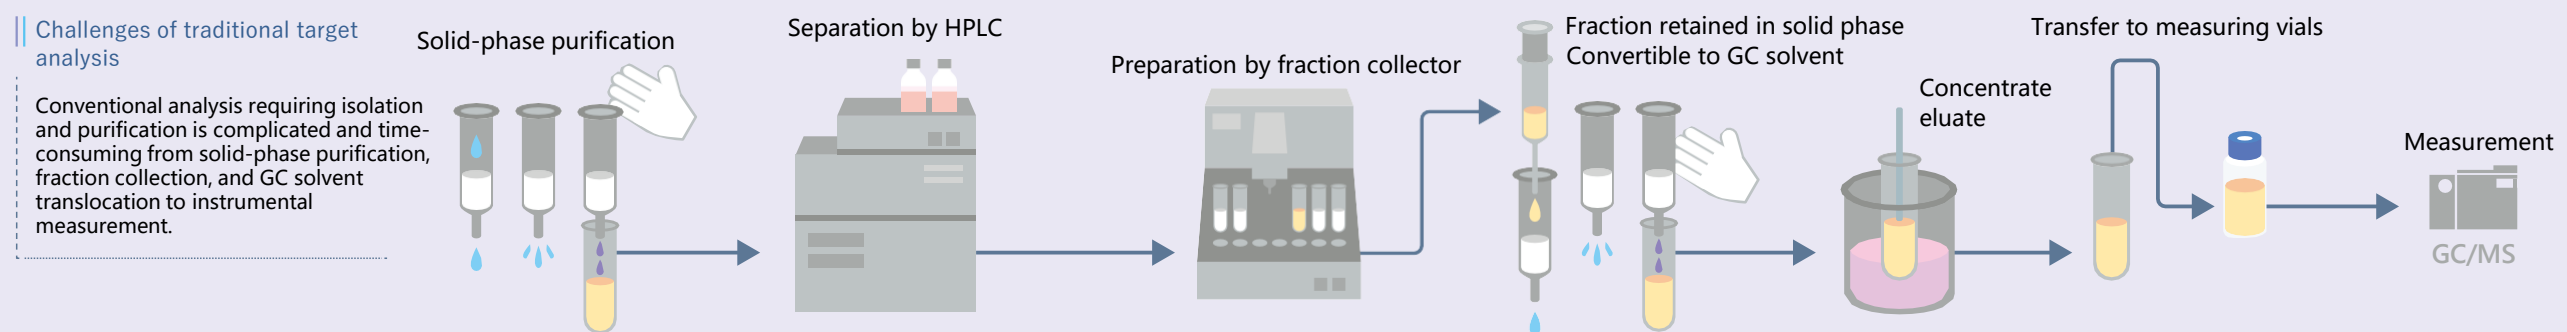 Challenges of traditional target
analysis
Conventional analysis requiring isolation
and purification is complicated and time-
consuming from solid-phase purification,
fraction collection, and GC solvent
translocation to instrumental
measurement.
Solid-phase purification
Separation by HPLC
Preparation by fraction collector
Fraction retained in solid phase
Convertible to GC solvent
Concentrate
eluate
Transfer to measuring vials
Measurement
GC/MS